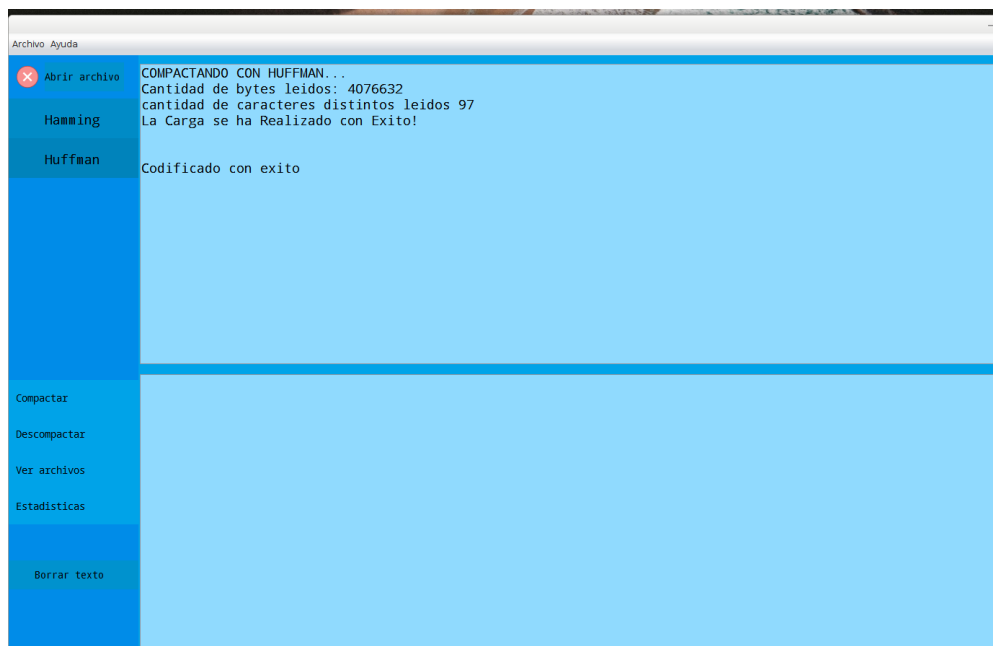 Archivo Ayuda
Abrir archivo
Hamming
Huffman
COMPACTANDO CON HUFFMAN...
Cantidad de bytes leidos: 4076632
cantidad de caracteres distintos leidos 97
La Carga se ha Realizado con Exito!
Codificado con exito
Compactar
Descompactar
Ver archivos
Estadisticas
Borrar texto